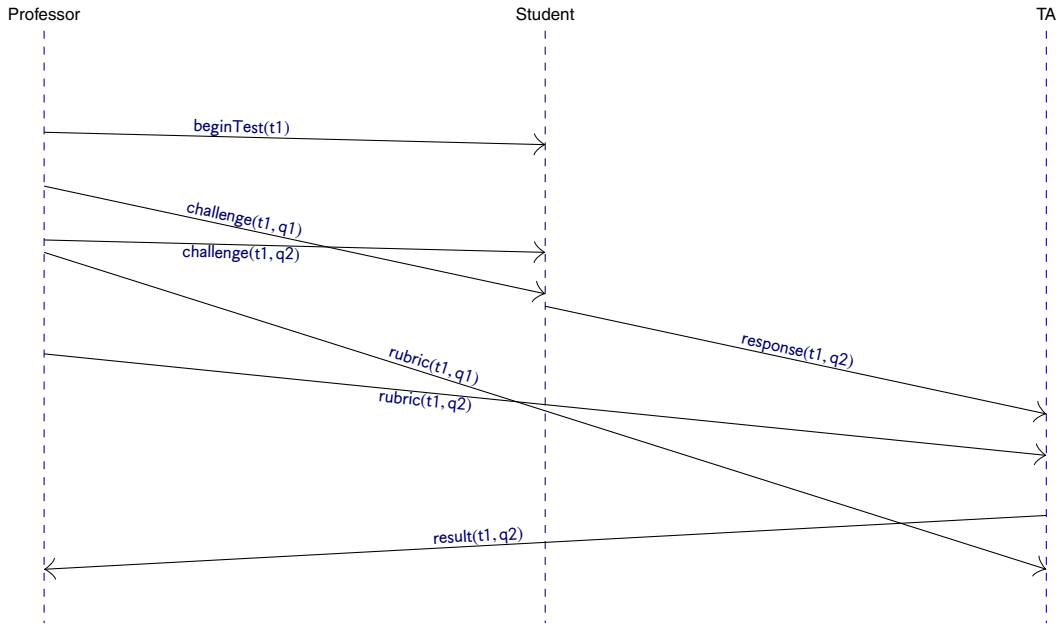 Professor
Student
TA
beginTest(t1)
challenge(t1, q1)
challenge(t1, q2)
response(t1, q2)
rubric(t1, q1)
rubric(t1, q2)
result(t1, q2)